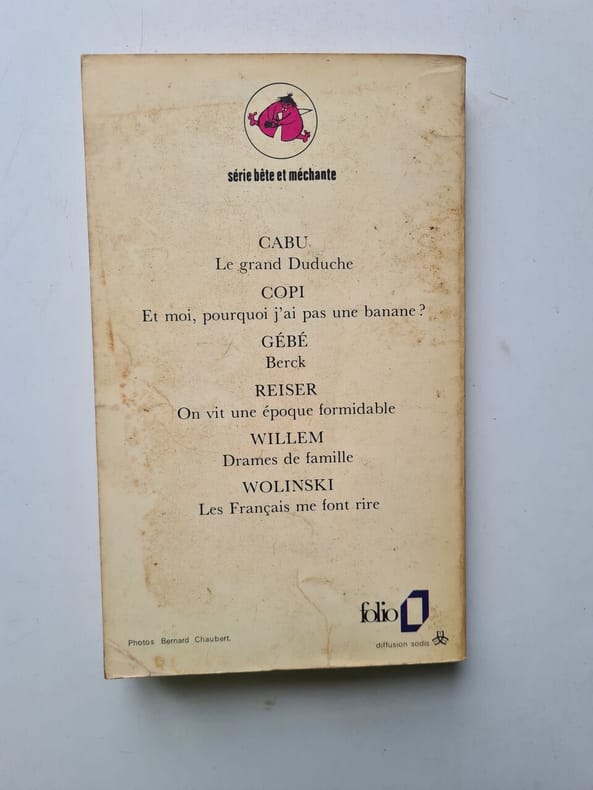 série bête et méchante
CABU
Le grand Duduche
COPI
Et moi, pourquoi j'ai pas une banane ?
GÉBÉ
Berck
REISER
On vit une époque formidable
WILLEM
Drames de famille
WOLINSKI
Les Français me font rire
folio
Photos Bernard Chaubert.
diffusion sodis